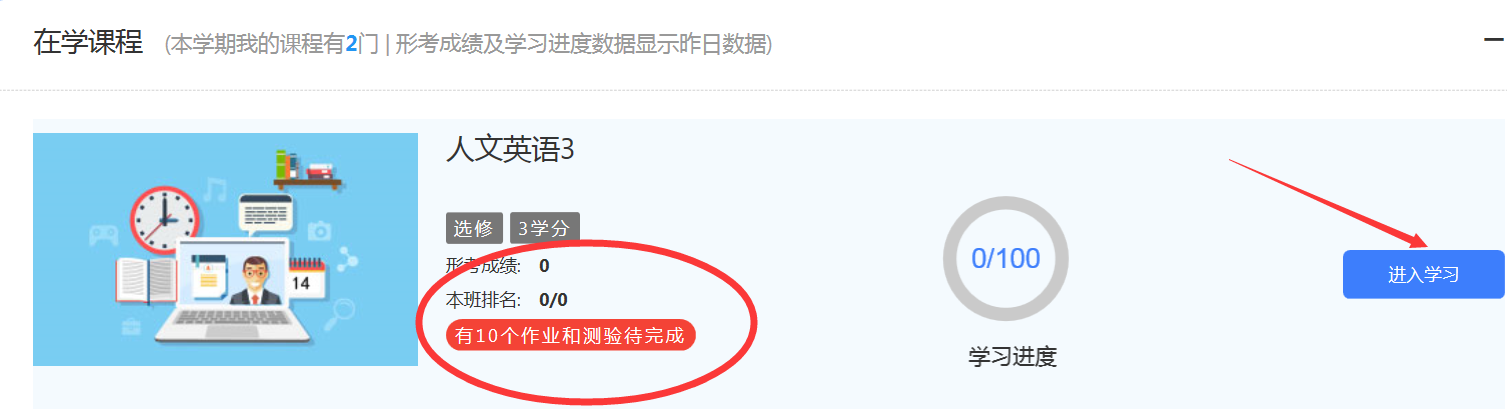 在学课程 (本学期我的课程有2门 | 形考成绩及学习进度数据显示昨日数据)
人文英语3
选修 3学分
形考成绩: 0
本班排名: 0/0
有10个作业和测验待完成
14
0/100
学习进度
进入学习